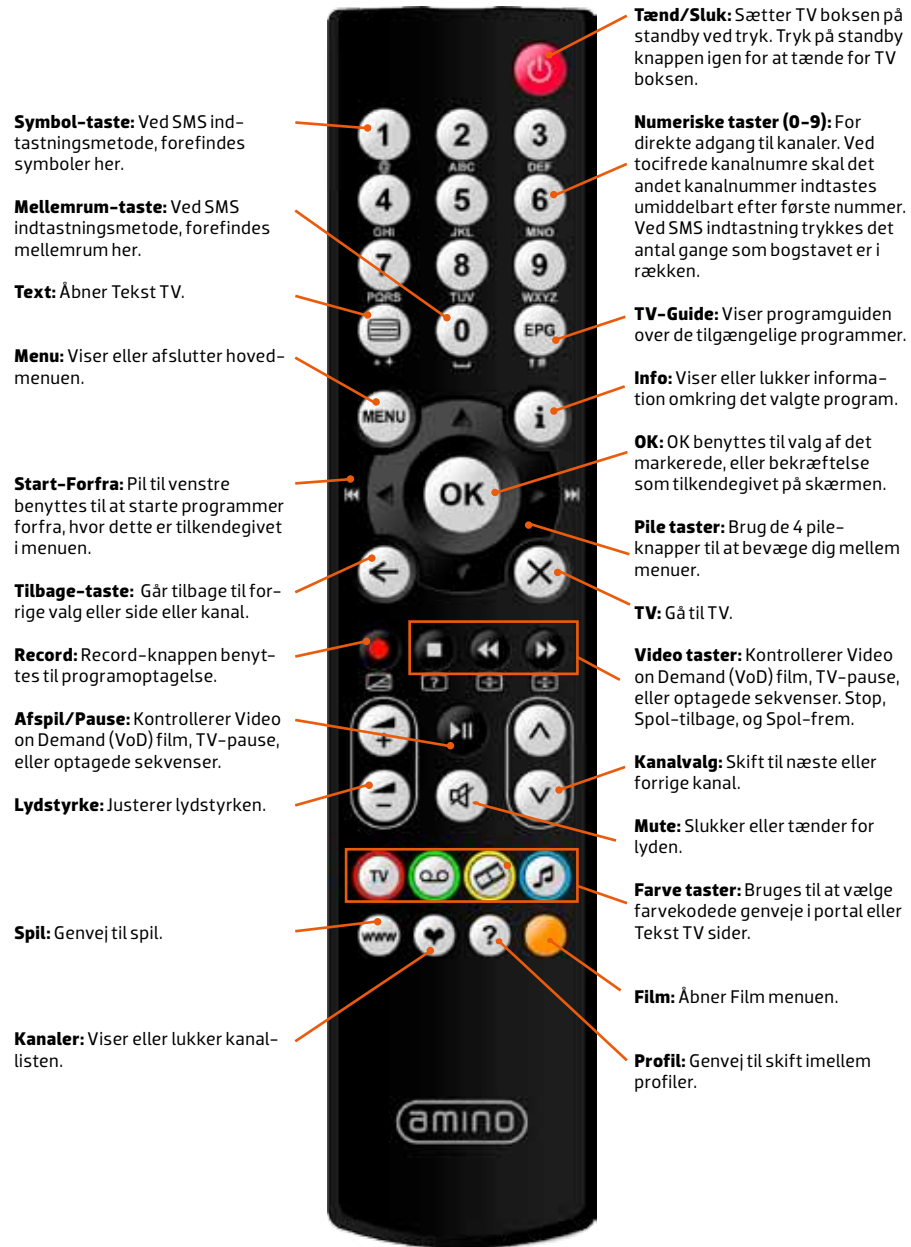 Tænd/Sluk: Sætter TV boksen på
standby ved tryk. Tryk på standby
knappen igen for at tænde for TV
boksen.
Symbol-taste: Ved SMS ind-
tastningsmetode, forefindes
symboler her.
Mellemrum-taste: Ved SMS
indtastningsmetode, forefindes
mellemrum her.
Text: Åbner Tekst TV.
Menu: Viser eller afslutter hoved-
menuen.
Start-Forfra: Pil til venstre
benyttes til at starte programmer
forfra, hvor dette er tilkendegivet
i menuen.
Tilbage-taste: Går tilbage til for-
rige valg eller side eller kanal.
Record: Record-knappen benyt-
tes til programoptagelse.
Afspil/Pause: Kontrollerer Video
on Demand (VoD) film, TV-pause,
eller optagede sekvenser.
Lydstyrke: Justerer lydstyrken.
Spil: Genvej til spil.
Kanaler: Viser eller lukker kanal-
listen.
1 2 3
@ ABC DEF
4 5 6
GHI JKL MNO
7 8 9
PQRS TUV WXYZ
0 EPG
MENU i
OK
?
TV
www ?
amino
Numeriske taster (0-9): For
direkte adgang til kanaler. Ved
tocifrede kanalnumre skal det
andet kanalnummer indtastes
umiddelbart efter første nummer.
Ved SMS indtastning trykkes det
antal gange som bogstavet er i
rækken.
TV-Guide: Viser programguiden
over de tilgængelige programmer.
Info: Viser eller lukker informa-
tion omkring det valgte program.
OK: OK benyttes til valg af det
markerede, eller bekræftelse
som tilkendegivet på skærmen.
Pile taster: Brug de 4 pile-
knapper til at bevæge dig mellem
menuer.
TV: Gå til TV.
Video taster: Kontrollerer Video
on Demand (VoD) film, TV-pause,
eller optagede sekvenser. Stop,
Spol-tilbage, og Spol-frem.
Kanalvalg: Skift til næste eller
forrige kanal.
Mute: Slukker eller tænder for
lyden.
Farve taster: Bruges til at vælge
farvekodede genveje i portal eller
Tekst TV sider.
Film: Åbner Film menuen.
Profil: Genvej til skift imellem
profiler.